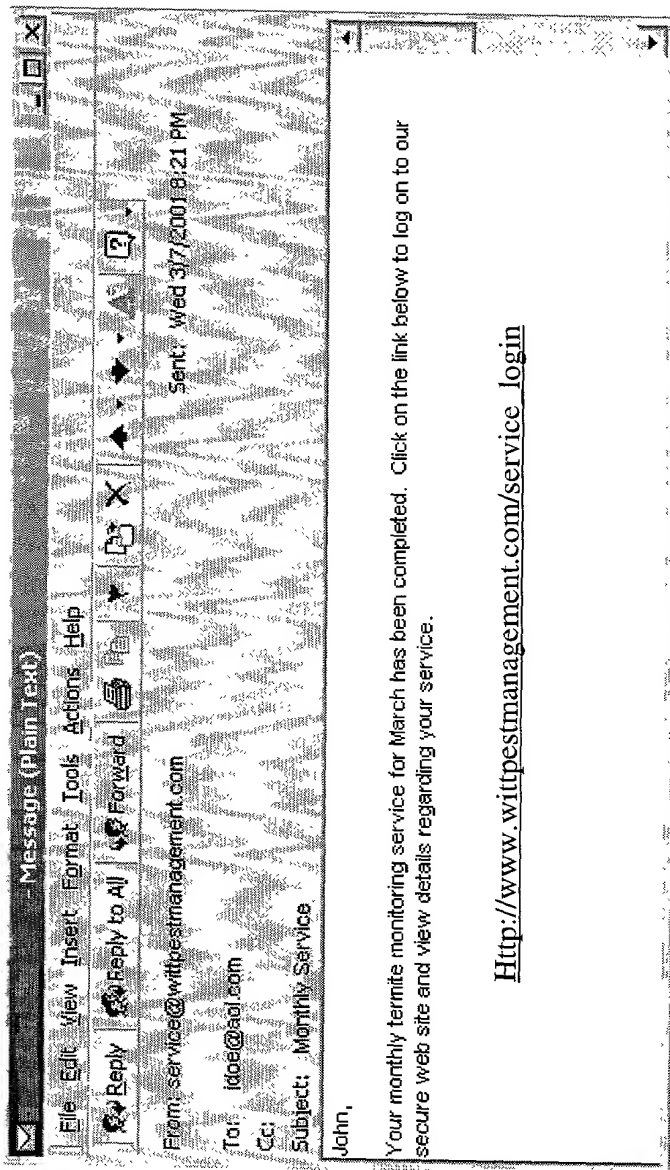 - Message (Plain Text)
File Edit View Insert Format Tools Actions Help
Reply Reply to All Forward
From: service@wittpestmanagement.com Sent: Wed 3/7/2001 8:21 PM
To: jdoe@aol.com
Cc:
Subject: Monthly Service
John,
Your monthly termite monitoring service for March has been completed. Click on the link below to log on to our
secure web site and view details regarding your service.
Http://www.wittpestmanagement.com/service_login